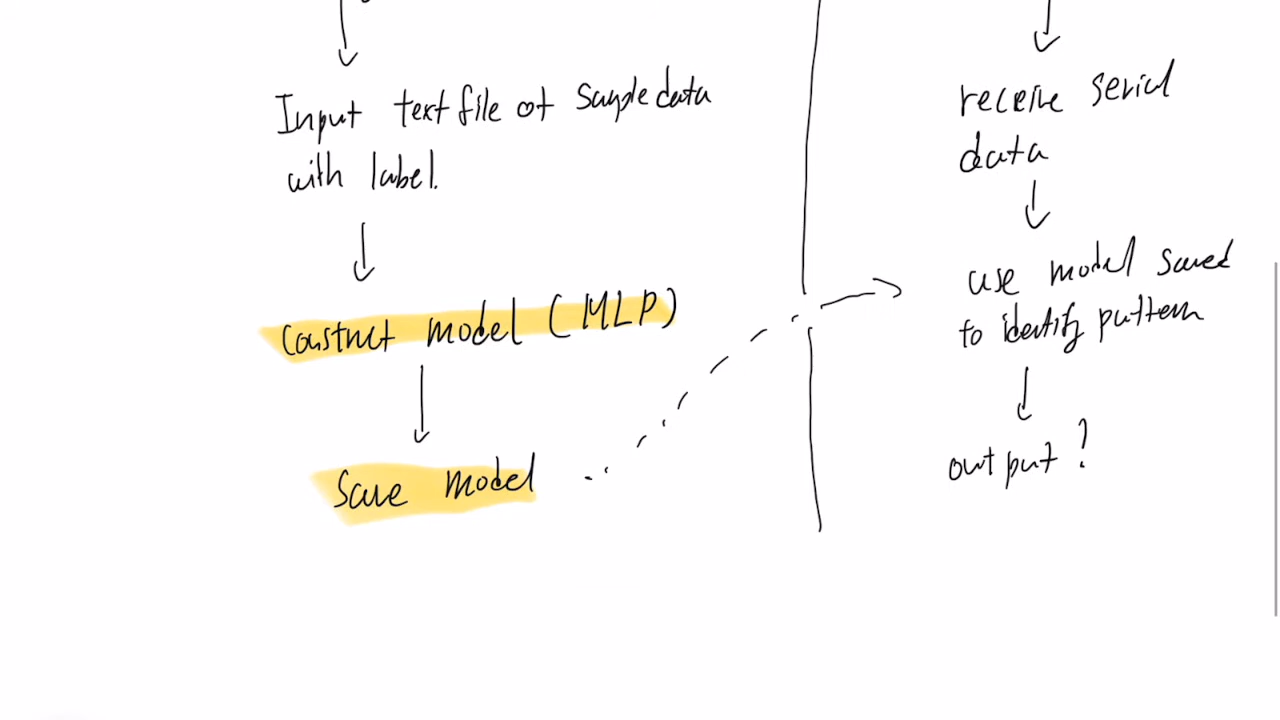 Input text file of sample data
with label.
Construct model (MLP)
Save model
receive serial
data
use model saved
to identify pattern
output?